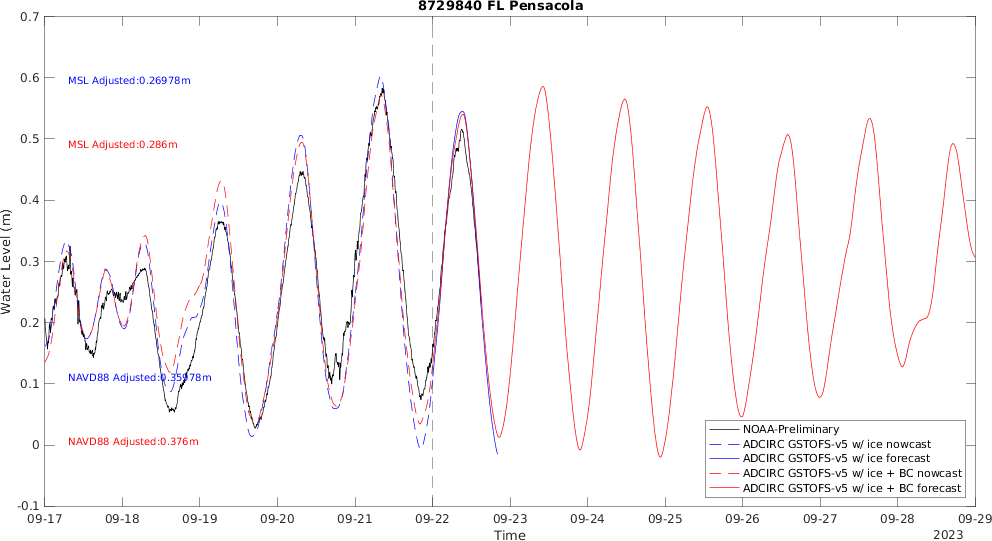 8729840 FL Pensacola
Water Level (m)
0.7
0.6
0.5
0.4
0.3
0.2
0.1
0
-0.1
MSL Adjusted:0.26978m
MSL Adjusted:0.286m
NAVD88 Adjusted:0.35978m
NAVD88 Adjusted:0.376m
NOAA-Preliminary
ADCIRC GSTOFS-v5 w/ ice nowcast
ADCIRC GSTOFS-v5 w/ ice forecast
ADCIRC GSTOFS-v5 w/ ice + BC nowcast
ADCIRC GSTOFS-v5 w/ ice + BC forecast
09-17 09-18 09-19 09-20 09-21 09-22 09-23 09-24 09-25 09-26 09-27 09-28 09-29
Time
2023